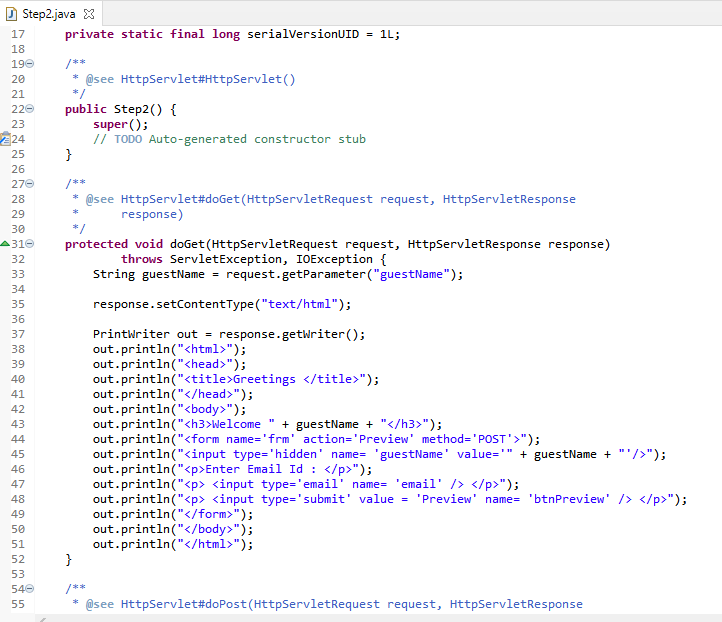 Step2.java
17 private static final long serialVersionUID = 1L;
18
19 /**
20 * @see HttpServlet#HttpServlet()
21 */
22 public Step2() {
23 super();
24 // TODO Auto-generated constructor stub
25 }
26
27 /**
28 * @see HttpServlet#doGet(HttpServletRequest request, HttpServletResponse
29 * response)
30 */
31 protected void doGet(HttpServletRequest request, HttpServletResponse response)
32 throws ServletException, IOException {
33 String guestName = request.getParameter("guestName");
34
35 response.setContentType("text/html");
36
37 PrintWriter out = response.getWriter();
38 out.println("<html>");
39 out.println("<head>");
40 out.println("<title>Greetings </title>");
41 out.println("</head>");
42 out.println("<body>");
43 out.println("<h3>Welcome " + guestName + "</h3>");
44 out.println("<form name='frm' action='Preview' method='POST'>");
45 out.println("<input type='hidden' name= 'guestName' value='" + guestName + "'/>");
46 out.println("<p>Enter Email Id : </p>");
47 out.println("<p> <input type='email' name= 'email' /> </p>");
48 out.println("<p> <input type='submit' value = 'Preview' name= 'btnPreview' /> </p>");
49 out.println("</form>");
50 out.println("</body>");
51 out.println("</html>");
52 }
53
54 /**
55 * @see HttpServlet#doPost(HttpServletRequest request, HttpServletResponse